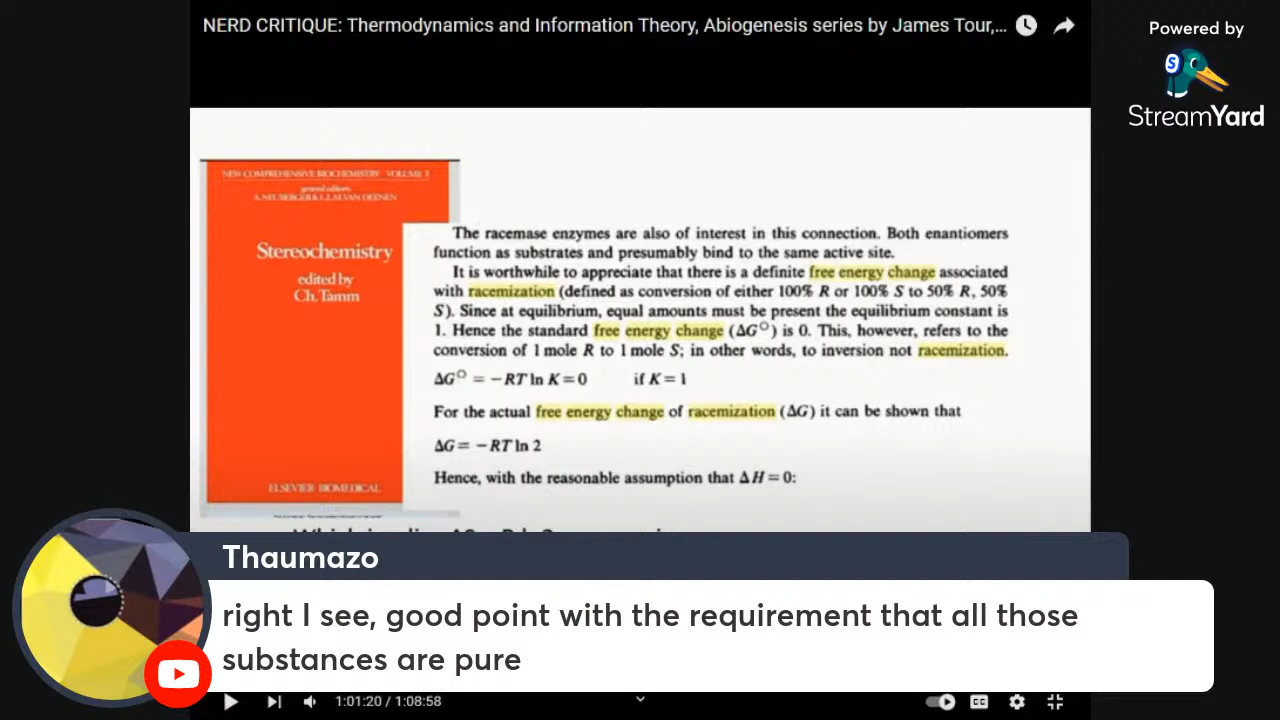 NERD CRITIQUE: Thermodynamics and Information Theory, Abiogenesis series by James Tour,...
Powered by
S
StreamYard
NEW COMPREHENSIVE BIOCHEMISTRY VOLUME 3
general editors
A. NEUBERGER & L.L.M. VAN DEENEN
Stereochemistry
edited by
Ch. Tamm
ELSEVIER BIOMEDICAL
The racemase enzymes are also of interest in this connection. Both enantiomers
function as substrates and presumably bind to the same active site.
It is worthwhile to appreciate that there is a definite free energy change associated
with racemization (defined as conversion of either 100% R or 100% S to 50% R, 50%
S). Since at equilibrium, equal amounts must be present the equilibrium constant is
1. Hence the standard free energy change (ΔG°) is 0. This, however, refers to the
conversion of 1 mole R to 1 mole S; in other words, to inversion not racemization.
ΔG° = −RT ln K = 0 if K = 1
For the actual free energy change of racemization (ΔG) it can be shown that
ΔG = −RT ln 2
Hence, with the reasonable assumption that ΔH = 0:
Thaumazo
right I see, good point with the requirement that all those
substances are pure
1:01:20 / 1:08:58
CC